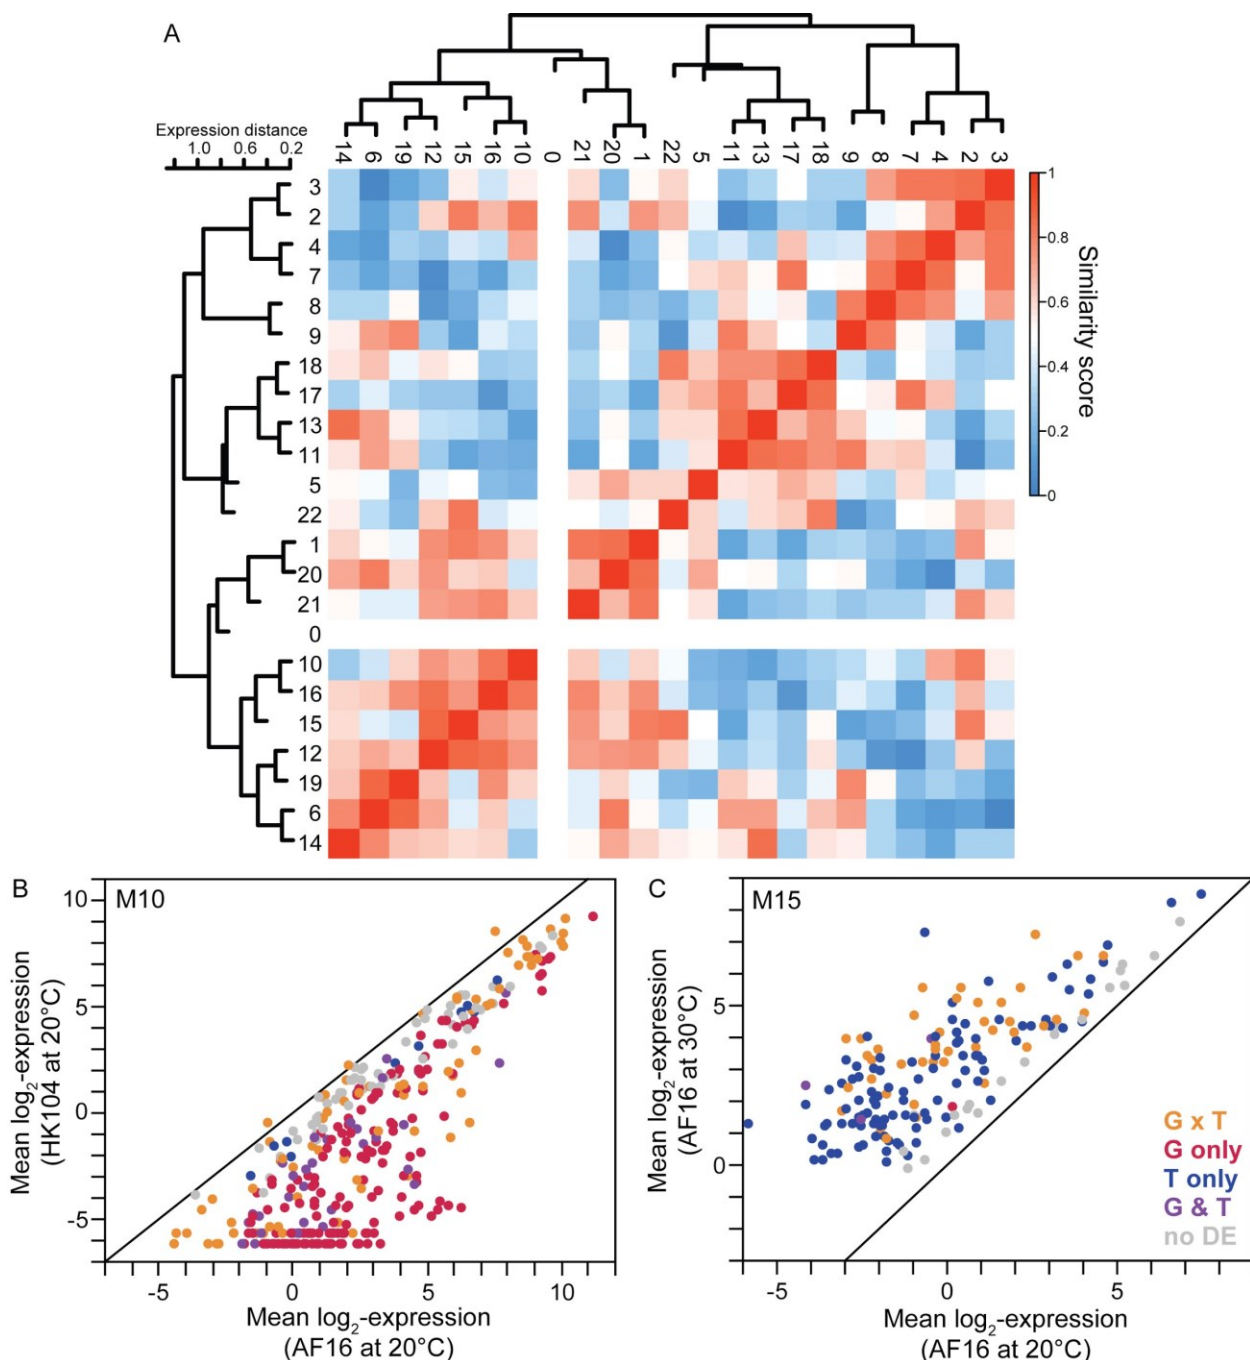 A
Expression distance
1.0 0.6 0.2
14 6 19 12 15 16 10 0 21 20 1 22 5 11 13 17 18 9 8 7 4 2 3
3
2
4
7
8
9
18
17
13
11
5
22
1
20
21
0
10
16
15
12
19
6
14
1
0.8
0.6
0.4
0.2
0
Similarity score
B
M10
10
5
0
-5
Mean log2-expression
(HK104 at 20°C)
-5 0 5 10
Mean log2-expression
(AF16 at 20°C)
C
M15
5
0
Mean log2-expression
(AF16 at 30°C)
G x T
G only
T only
G & T
no DE
-5 0 5
Mean log2-expression
(AF16 at 20°C)